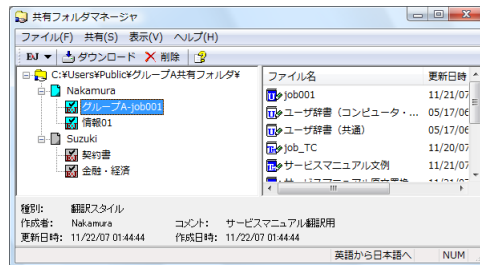 共有フォルダマネージャ
ファイル(F) 共有(S) 表示(V) ヘルプ(H)
EJ ダウンロード 削除
C:¥Users¥Public¥グループA共有フォルダ¥
Nakamura
グループA-job001
情報01
Suzuki
契約書
金融・経済
ファイル名 更新日時
job001 11/21/07
ユーザ辞書（コンピュータ・... 05/17/06
ユーザ辞書（共通） 05/17/06
job_TC 11/20/07
サービスマニュアル文例 11/21/07
種別: 翻訳スタイル
作成者: Nakamura コメント: サービスマニュアル翻訳用
更新日時: 11/22/07 01:44:44 作成日時: 11/22/07 01:44:44
英語から日本語へ NUM